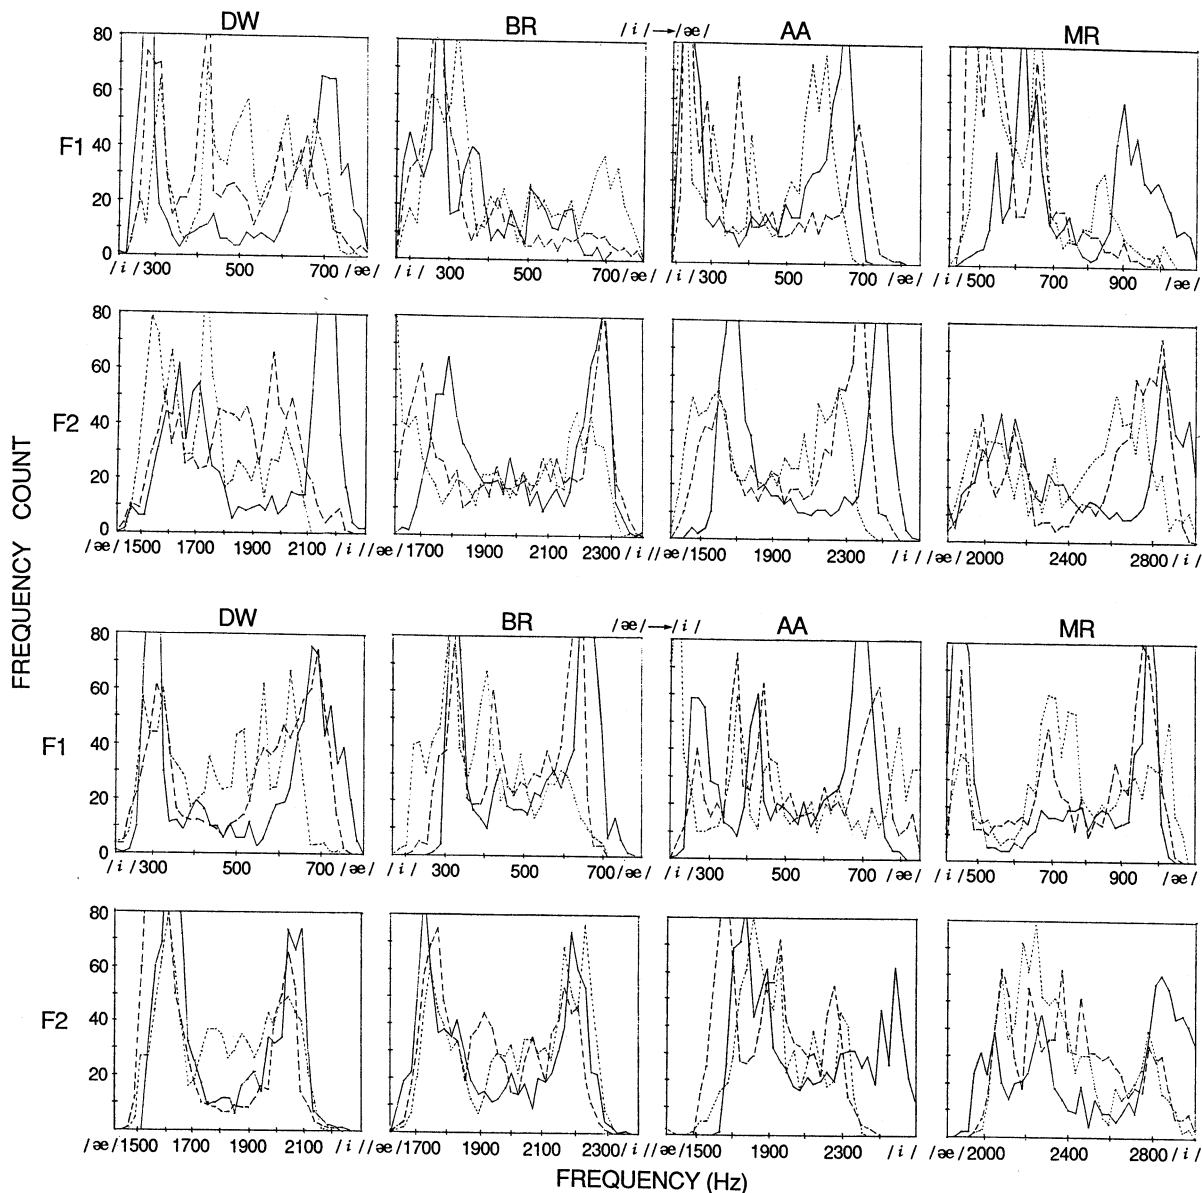 DW BR /i/→/æ/ AA MR
80
60
F1 40
20
0
/i/ 300 500 700 /æ/ /i/ 300 500 700 /æ/ /i/ 300 500 700 /æ/ /i/ 500 700 900 /æ/
80
60
F2 40
20
0
/æ/ 1500 1700 1900 2100 /i/ /æ/ 1700 1900 2100 2300 /i/ /æ/ 1500 1900 2300 /i/ /æ/ 2000 2400 2800 /i/
FREQUENCY COUNT
DW BR /æ/→/i/ AA MR
80
60
F1 40
20
0
/i/ 300 500 700 /æ/ /i/ 300 500 700 /æ/ /i/ 300 500 700 /æ/ /i/ 500 700 900 /æ/
80
60
F2 40
20
/æ/ 1500 1700 1900 2100 /i/ /æ/ 1700 1900 2100 2300 /i/ /æ/ 1500 1900 2300 /i/ /æ/ 2000 2400 2800 /i/
FREQUENCY (Hz)